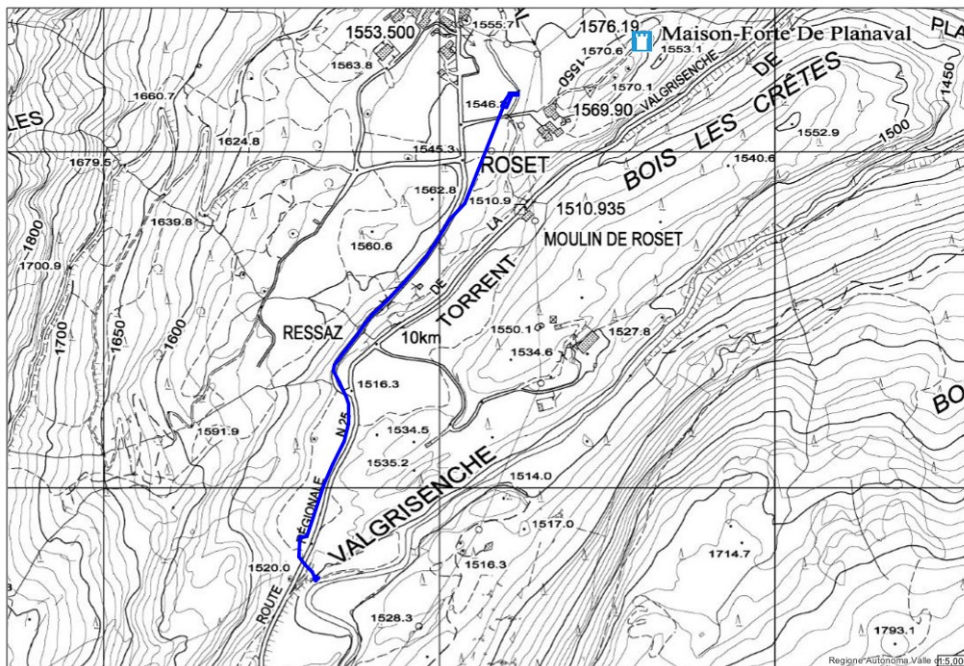 1555.7
AL
1553.500
1576.19
Maison-Forte De Planaval
PLA
1563.8
1570.6
1553.1
1550
1570.1
VALGRISENCHE
DE
1450
1660.7
1546.
1569.90
LES
1624.8
1552.9
1500
BOIS LES CRÊTES
1679.5
1545.3
ROSET
1540.6
1562.8
1510.9
1510.935
1639.8
LA
MOULIN DE ROSET
1800
1560.6
1700.9
DE
TORRENT
1700
1650
1600
RESSAZ
10km
1550.1
1527.8
1534.6
1516.3
BO
N 25
1591.9
1534.5
1535.2
VALGRISENCHE
1514.0
RÉGIONALE
1517.0
1714.7
1520.0
1516.3
ROUTE
1528.3
1793.1
Regione Autonoma Valle d
1:5.00